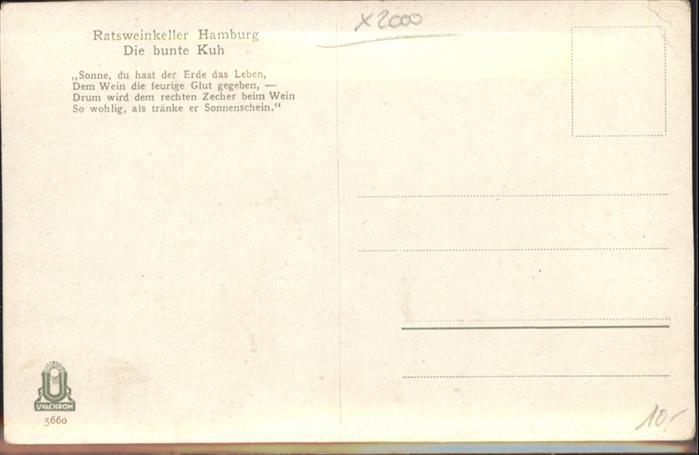 x2000
Ratsweinkeller Hamburg
Die bunte Kuh
„Sonne, du hast der Erde das Leben,
Dem Wein die feurige Glut gegeben, —
Drum wird dem rechten Zecher beim Wein
So wohlig, als tränke er Sonnenschein.“
UVACHROM
5660
10,-